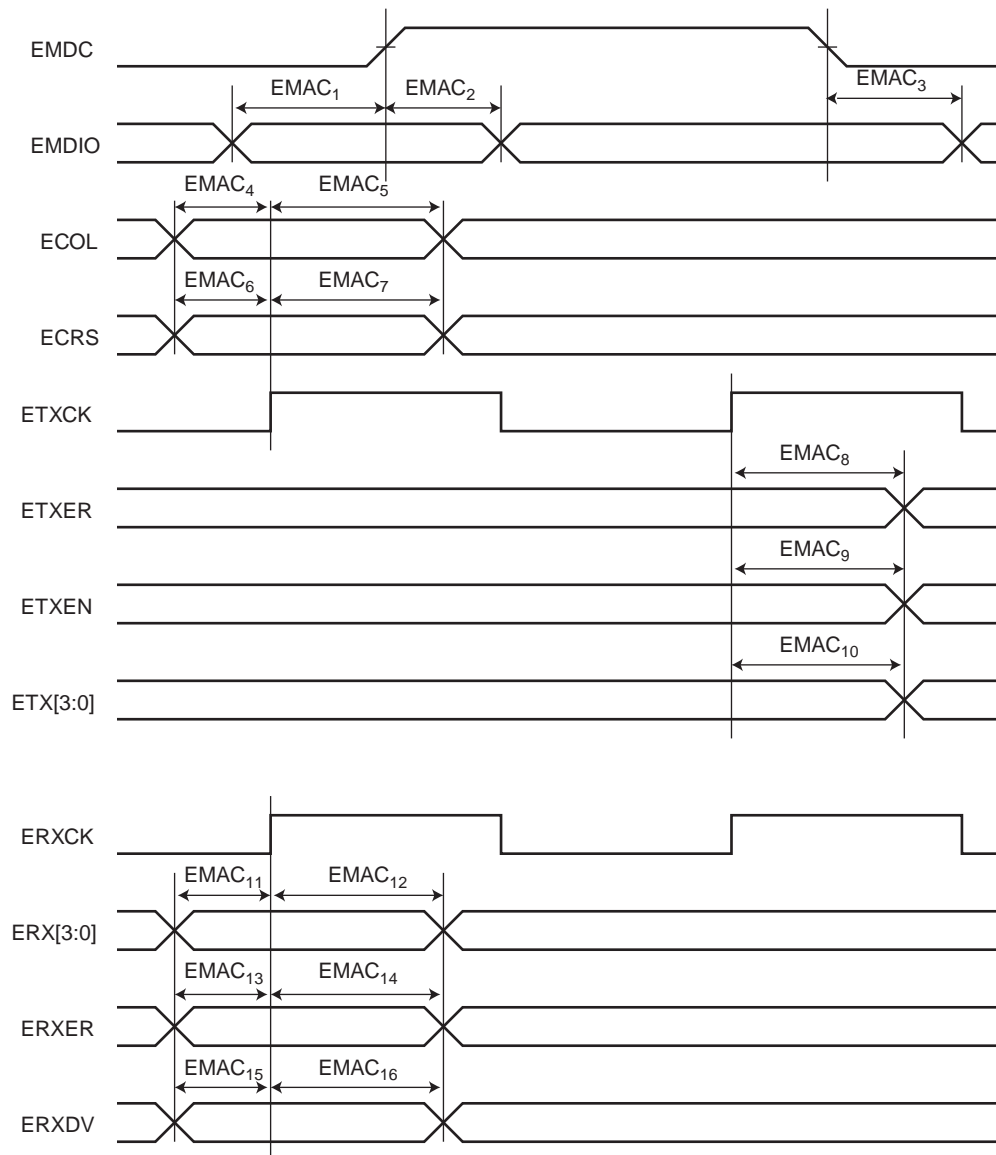 EMDC
EMAC1 EMAC2 EMAC3
EMDIO
EMAC4 EMAC5
ECOL
EMAC6 EMAC7
ECRS
ETXCK
EMAC8
ETXER
EMAC9
ETXEN
EMAC10
ETX[3:0]
ERXCK
EMAC11 EMAC12
ERX[3:0]
EMAC13 EMAC14
ERXER
EMAC15 EMAC16
ERXDV